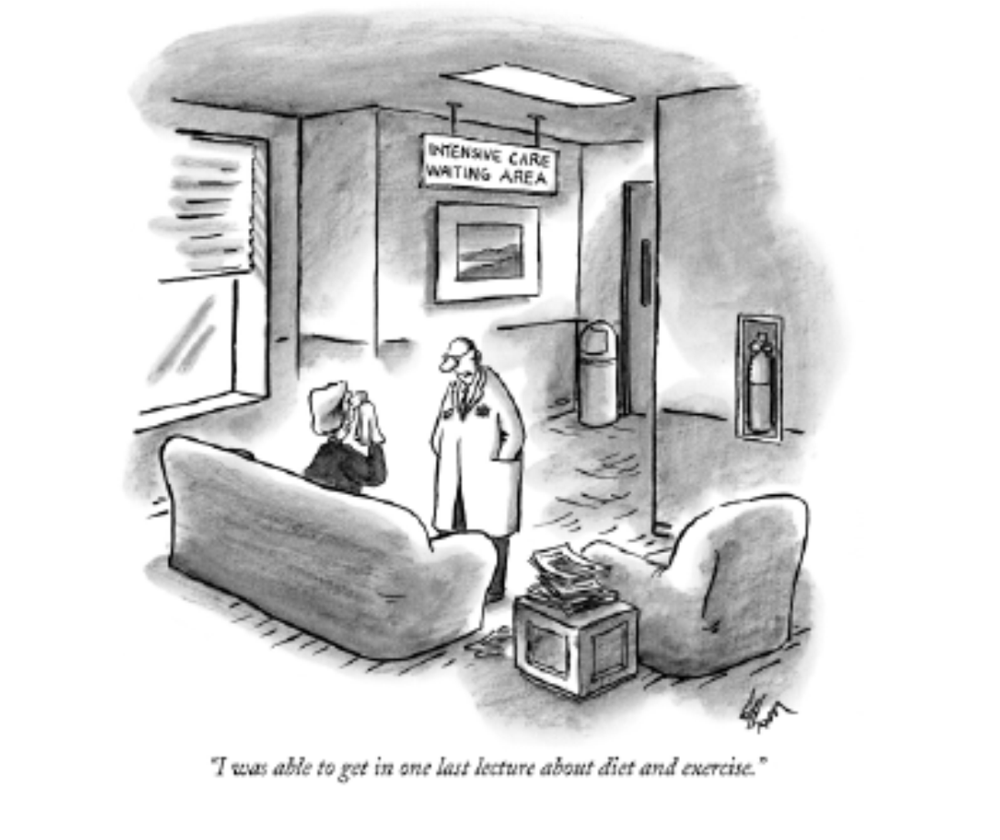 INTENSIVE CARE
WAITING AREA
"I was able to get in one last lecture about diet and exercise."